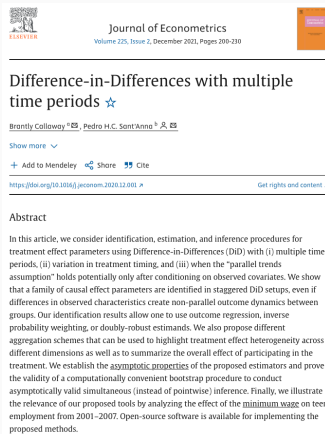 ELSEVIER
Journal of Econometrics
Volume 225, Issue 2, December 2021, Pages 200-230
Difference-in-Differences with multiple
time periods ☆
Brantly Callaway a, Pedro H.C. Sant'Anna b
Show more
+ Add to Mendeley Share Cite
https://doi.org/10.1016/j.jeconom.2020.12.001 ↗ Get rights and content
Abstract
In this article, we consider identification, estimation, and inference procedures for
treatment effect parameters using Difference-in-Differences (DiD) with (i) multiple time
periods, (ii) variation in treatment timing, and (iii) when the "parallel trends
assumption" holds potentially only after conditioning on observed covariates. We show
that a family of causal effect parameters are identified in staggered DiD setups, even if
differences in observed characteristics create non-parallel outcome dynamics between
groups. Our identification results allow one to use outcome regression, inverse
probability weighting, or doubly-robust estimands. We also propose different
aggregation schemes that can be used to highlight treatment effect heterogeneity across
different dimensions as well as to summarize the overall effect of participating in the
treatment. We establish the asymptotic properties of the proposed estimators and prove
the validity of a computationally convenient bootstrap procedure to conduct
asymptotically valid simultaneous (instead of pointwise) inference. Finally, we illustrate
the relevance of our proposed tools by analyzing the effect of the minimum wage on teen
employment from 2001–2007. Open-source software is available for implementing the
proposed methods.